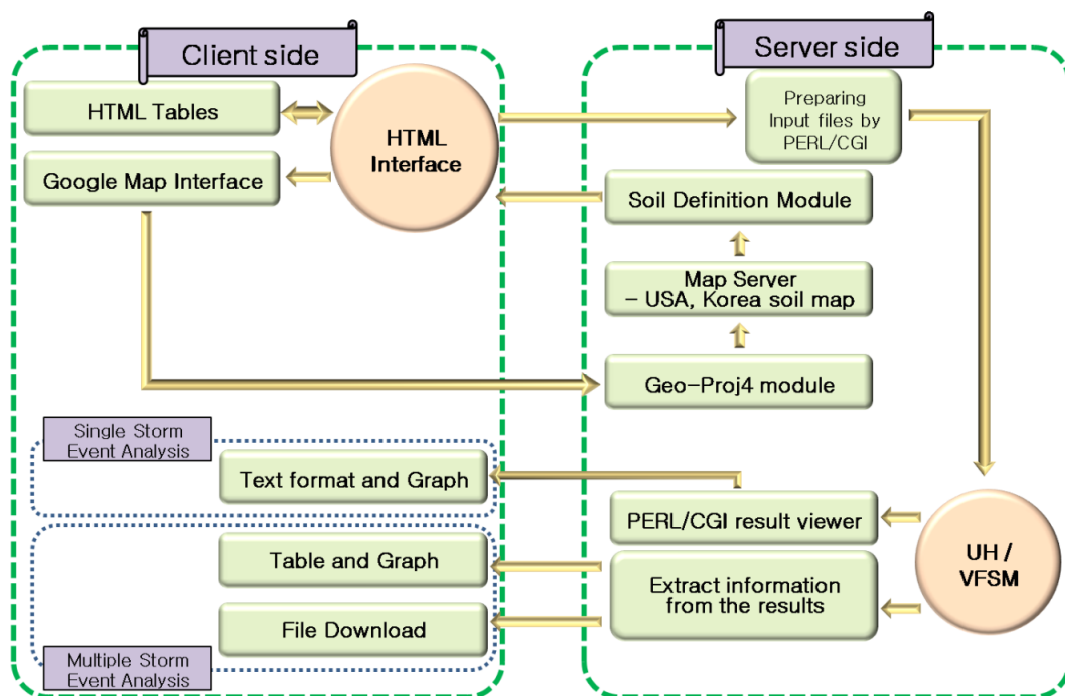 Client side
Server side
HTML Tables
HTML
Interface
Google Map Interface
Preparing
Input files by
PERL/CGI
Soil Definition Module
Map Server
– USA, Korea soil map
Geo-Proj4 module
Single Storm
Event Analysis
Text format and Graph
PERL/CGI result viewer
UH /
VFSM
Table and Graph
Extract information
from the results
File Download
Multiple Storm
Event Analysis